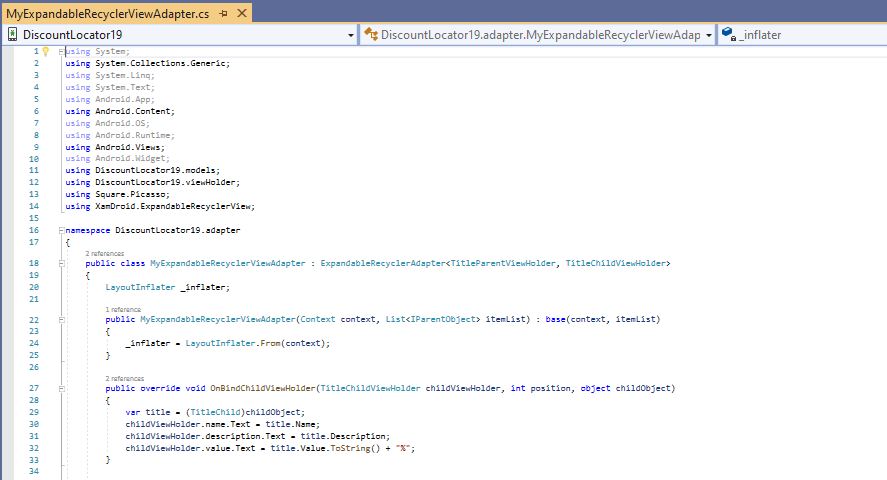 MyExpandableRecyclerViewAdapter.cs
DiscountLocator19 DiscountLocator19.adapter.MyExpandableRecyclerViewAdap _inflater
1 using System;
2 using System.Collections.Generic;
3 using System.Linq;
4 using System.Text;
5 using Android.App;
6 using Android.Content;
7 using Android.OS;
8 using Android.Runtime;
9 using Android.Views;
10 using Android.Widget;
11 using DiscountLocator19.models;
12 using DiscountLocator19.viewHolder;
13 using Square.Picasso;
14 using XamDroid.ExpandableRecyclerView;
15
16 namespace DiscountLocator19.adapter
17 {
2 references
18 public class MyExpandableRecyclerViewAdapter : ExpandableRecyclerAdapter<TitleParentViewHolder, TitleChildViewHolder>
19 {
20 LayoutInflater _inflater;
21
1 reference
22 public MyExpandableRecyclerViewAdapter(Context context, List<IParentObject> itemList) : base(context, itemList)
23 {
24 _inflater = LayoutInflater.From(context);
25 }
26
2 references
27 public override void OnBindChildViewHolder(TitleChildViewHolder childViewHolder, int position, object childObject)
28 {
29 var title = (TitleChild)childObject;
30 childViewHolder.name.Text = title.Name;
31 childViewHolder.description.Text = title.Description;
32 childViewHolder.value.Text = title.Value.ToString() + "%";
33 }
34